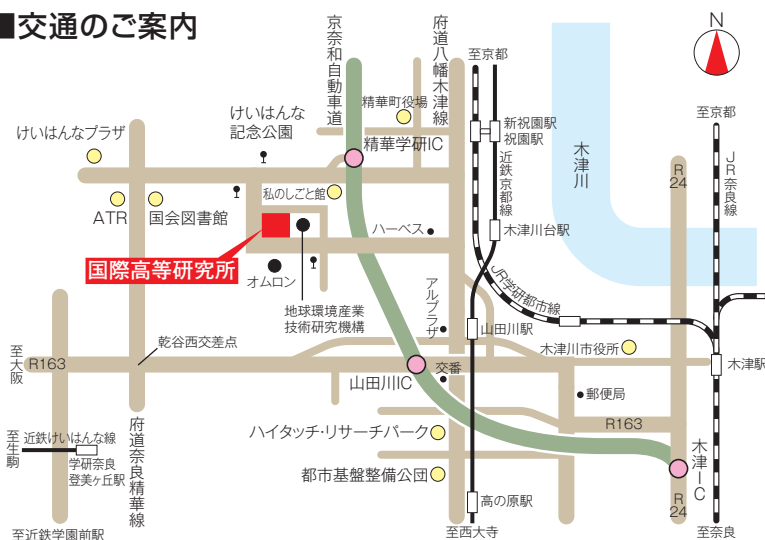 ■交通のご案内
N
京奈和自動車道
府道八幡木津線
至京都
精華町役場
新祝園駅
祝園駅
至京都
けいはんな
記念公園
けいはんなプラザ
精華学研IC
近鉄京都線
木津川
JR奈良線
R
24
私のしごと館
ATR
国会図書館
ハーベス
木津川台駅
国際高等研究所
オムロン
地球環境産業
技術研究機構
アルプラザ
JR学研都市線
山田川駅
乾谷西交差点
木津川市役所
至大阪
R163
木津駅
山田川IC
交番
郵便局
R163
府道奈良精華線
ハイタッチ・リサーチパーク
至生駒
近鉄けいはんな線
学研奈良
登美ヶ丘駅
木津IC
都市基盤整備公団
高の原駅
R
24
至近鉄学園前駅
至西大寺
至奈良